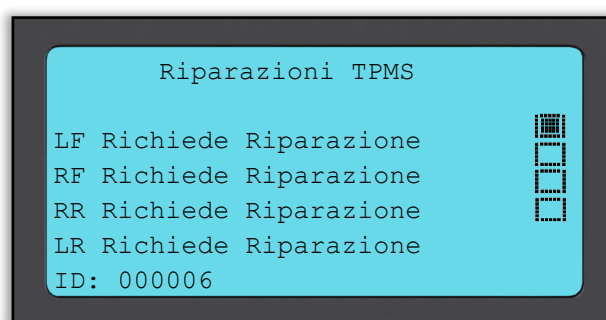 Riparazioni TPMS
LF Richiede Riparazione
RF Richiede Riparazione
RR Richiede Riparazione
LR Richiede Riparazione
ID: 000006